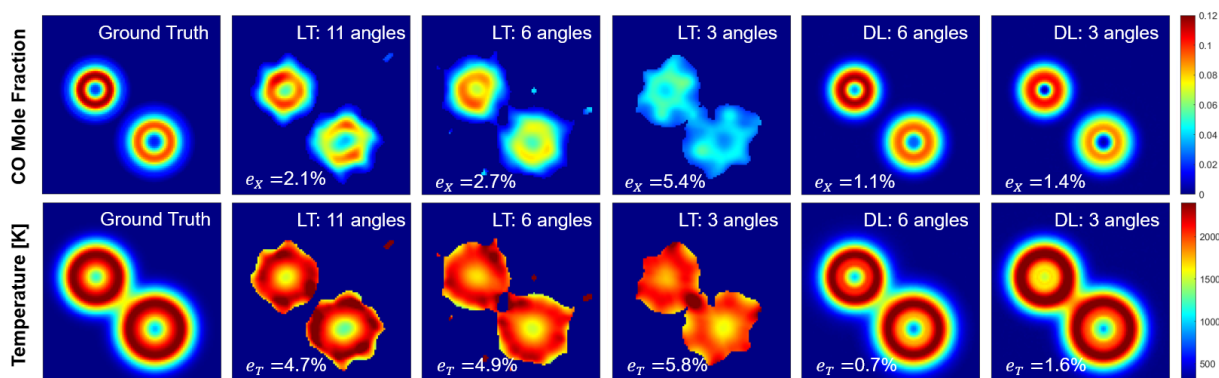 CO Mole Fraction
Ground Truth
LT: 11 angles
e_X =2.1%
LT: 6 angles
e_X =2.7%
LT: 3 angles
e_X =5.4%
DL: 6 angles
e_X =1.1%
DL: 3 angles
e_X =1.4%
0.12
0.1
0.08
0.06
0.04
0.02
0
Temperature [K]
Ground Truth
LT: 11 angles
e_T =4.7%
LT: 6 angles
e_T =4.9%
LT: 3 angles
e_T =5.8%
DL: 6 angles
e_T =0.7%
DL: 3 angles
e_T =1.6%
2000
1500
1000
500